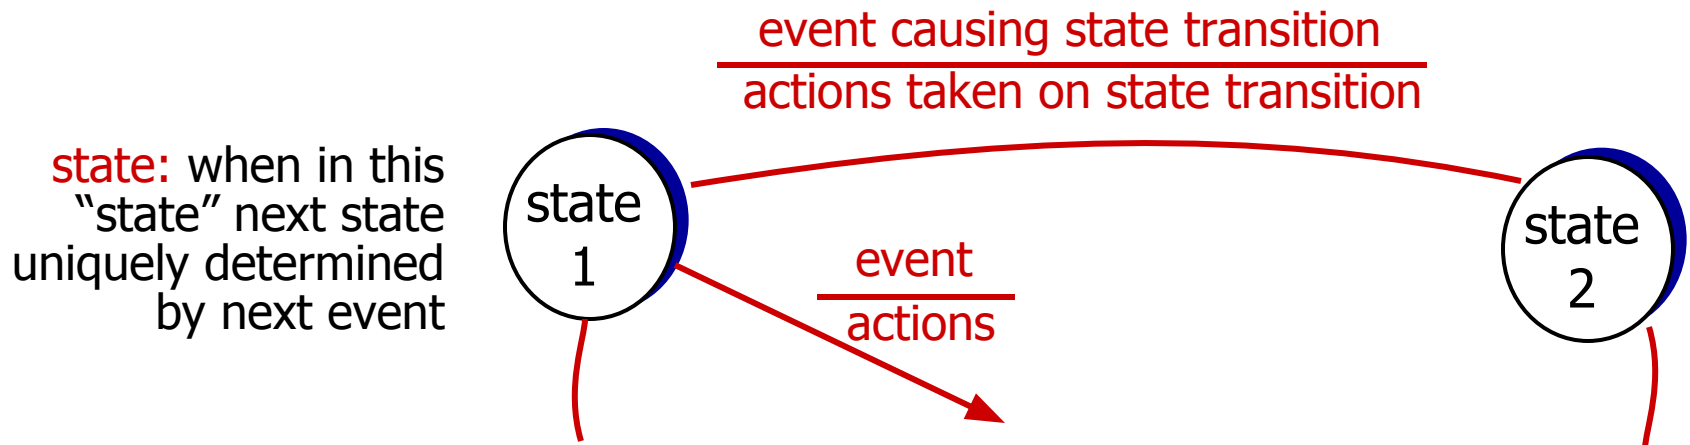 event causing state transition
actions taken on state transition
state: when in this
“state” next state
uniquely determined
by next event
state
1
event
actions
state
2